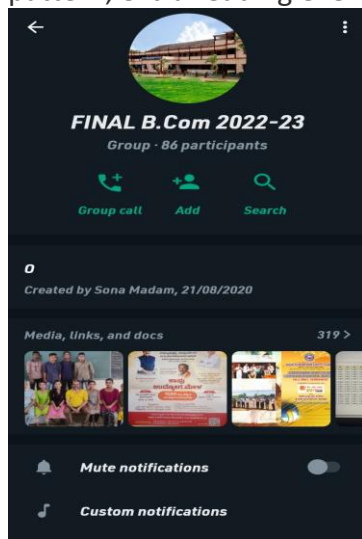 FINAL B.Com 2022-23
Group · 86 participants
Group call Add Search
0
Created by Sona Madam, 21/08/2020
Media, links, and docs 319 >
ಉದ್ಯೋಗ ಮೇಳ
Mute notifications
Custom notifications